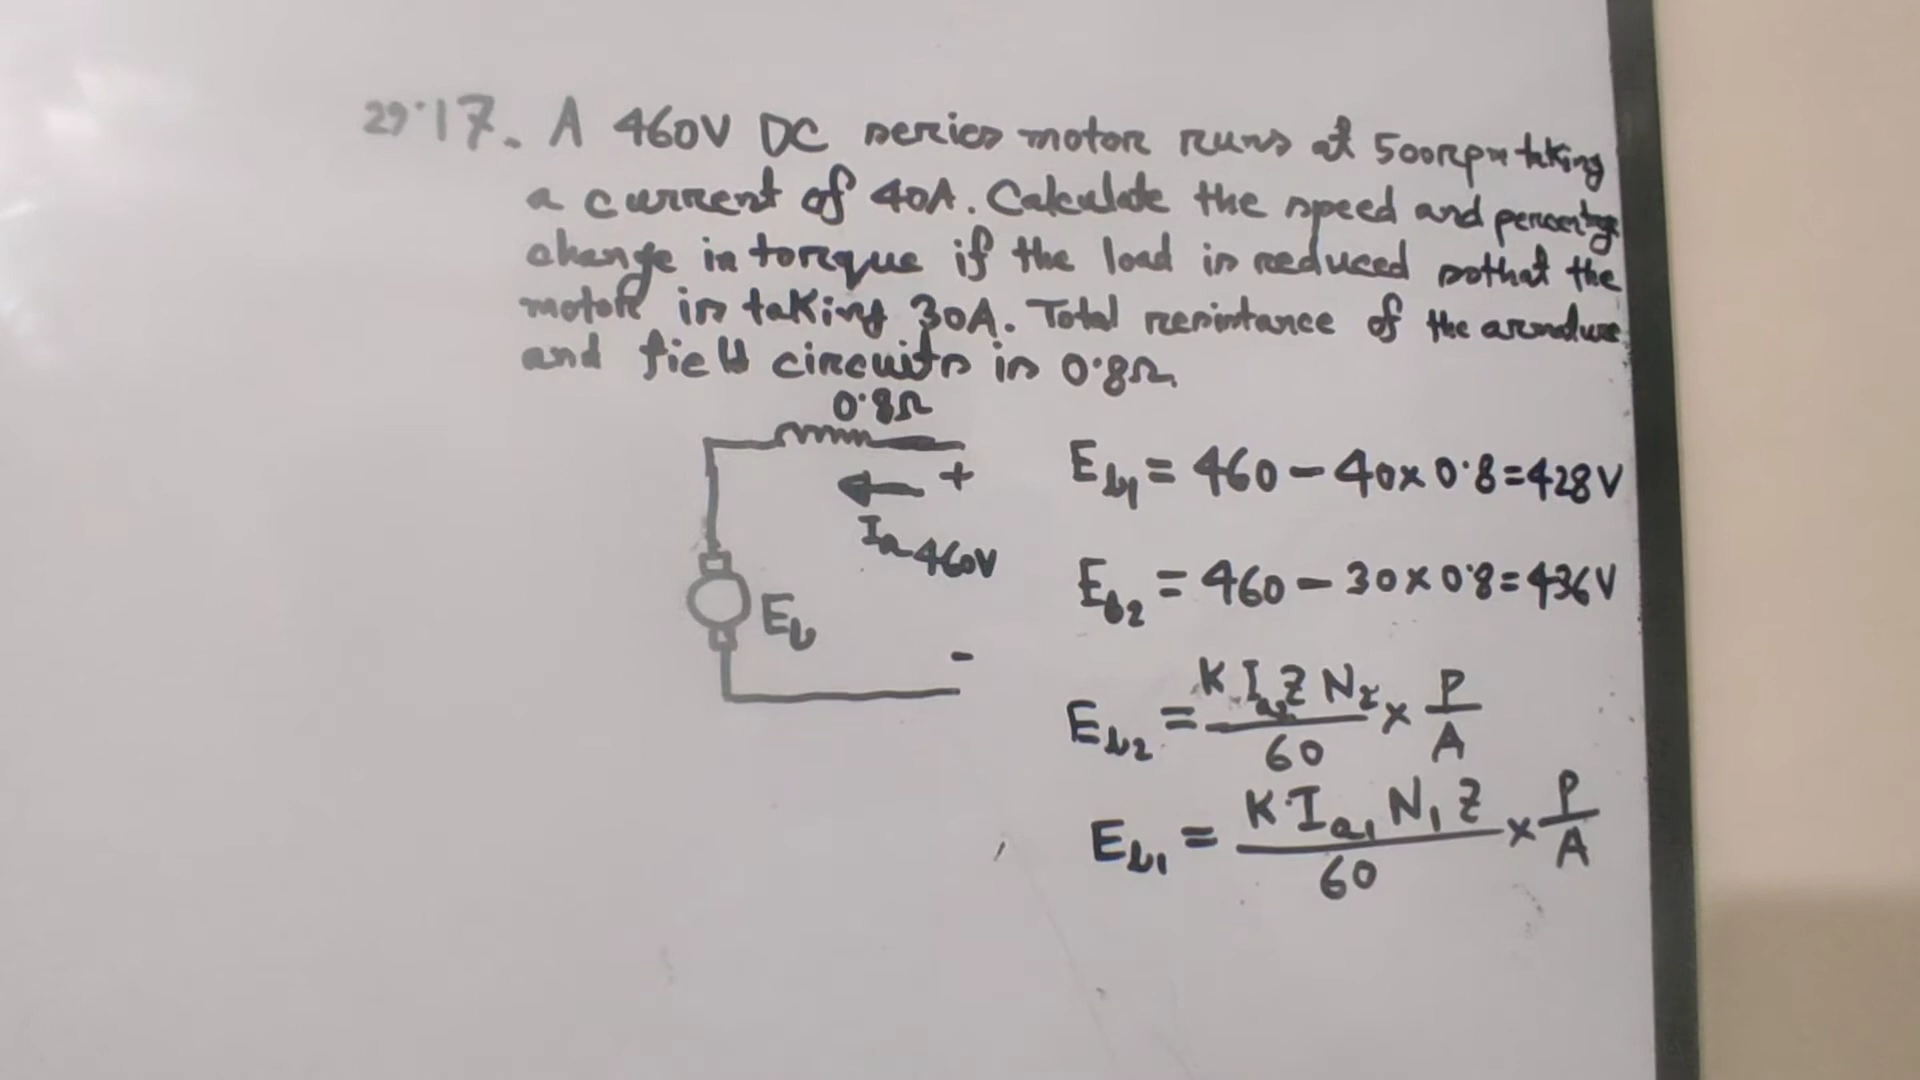 29.17. A 460V DC series motor runs at 500rpm taking
a current of 40A. Calculate the speed and percentage
change in torque if the load is reduced sothat the
motor is taking 30A. Total resistance of the armature
and field circuits is 0.8Ω.
0.8Ω
+
Ia 460V
Eb
-
Eb1 = 460 - 40 × 0.8 = 428V
Eb2 = 460 - 30 × 0.8 = 436V
Eb2 = K Ia2 Z N2 / 60 × P / A
Eb1 = K·Ia1 N1 Z / 60 × P / A